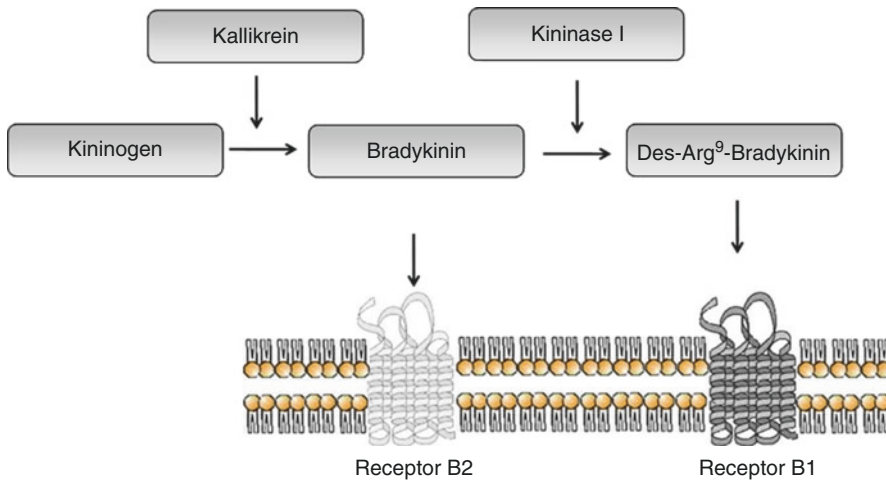 Kallikrein
Kininase I
Kininogen
Bradykinin
Des-Arg⁹-Bradykinin
Receptor B2
Receptor B1